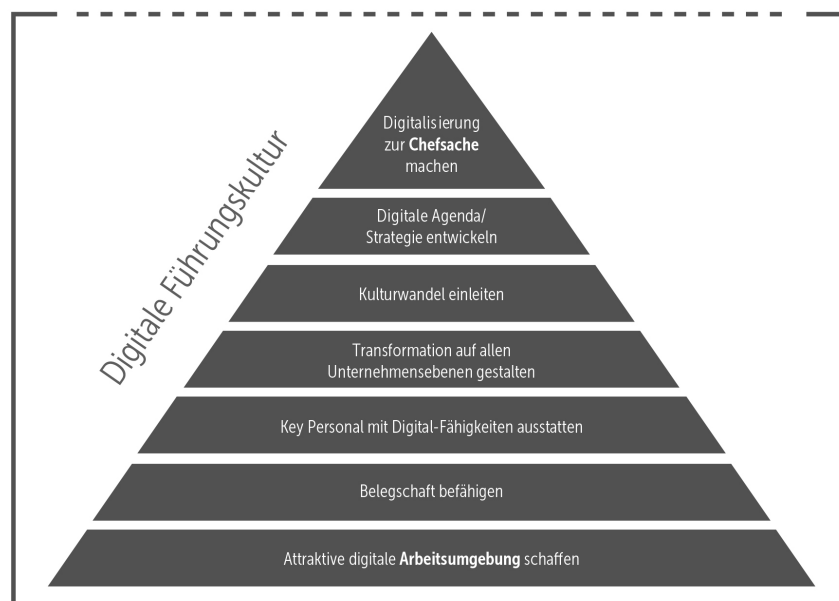 Digitale Führungskultur
Digitalisierung
zur Chefsache
machen
Digitale Agenda/
Strategie entwickeln
Kulturwandel einleiten
Transformation auf allen
Unternehmensebenen gestalten
Key Personal mit Digital-Fähigkeiten ausstatten
Belegschaft befähigen
Attraktive digitale Arbeitsumgebung schaffen